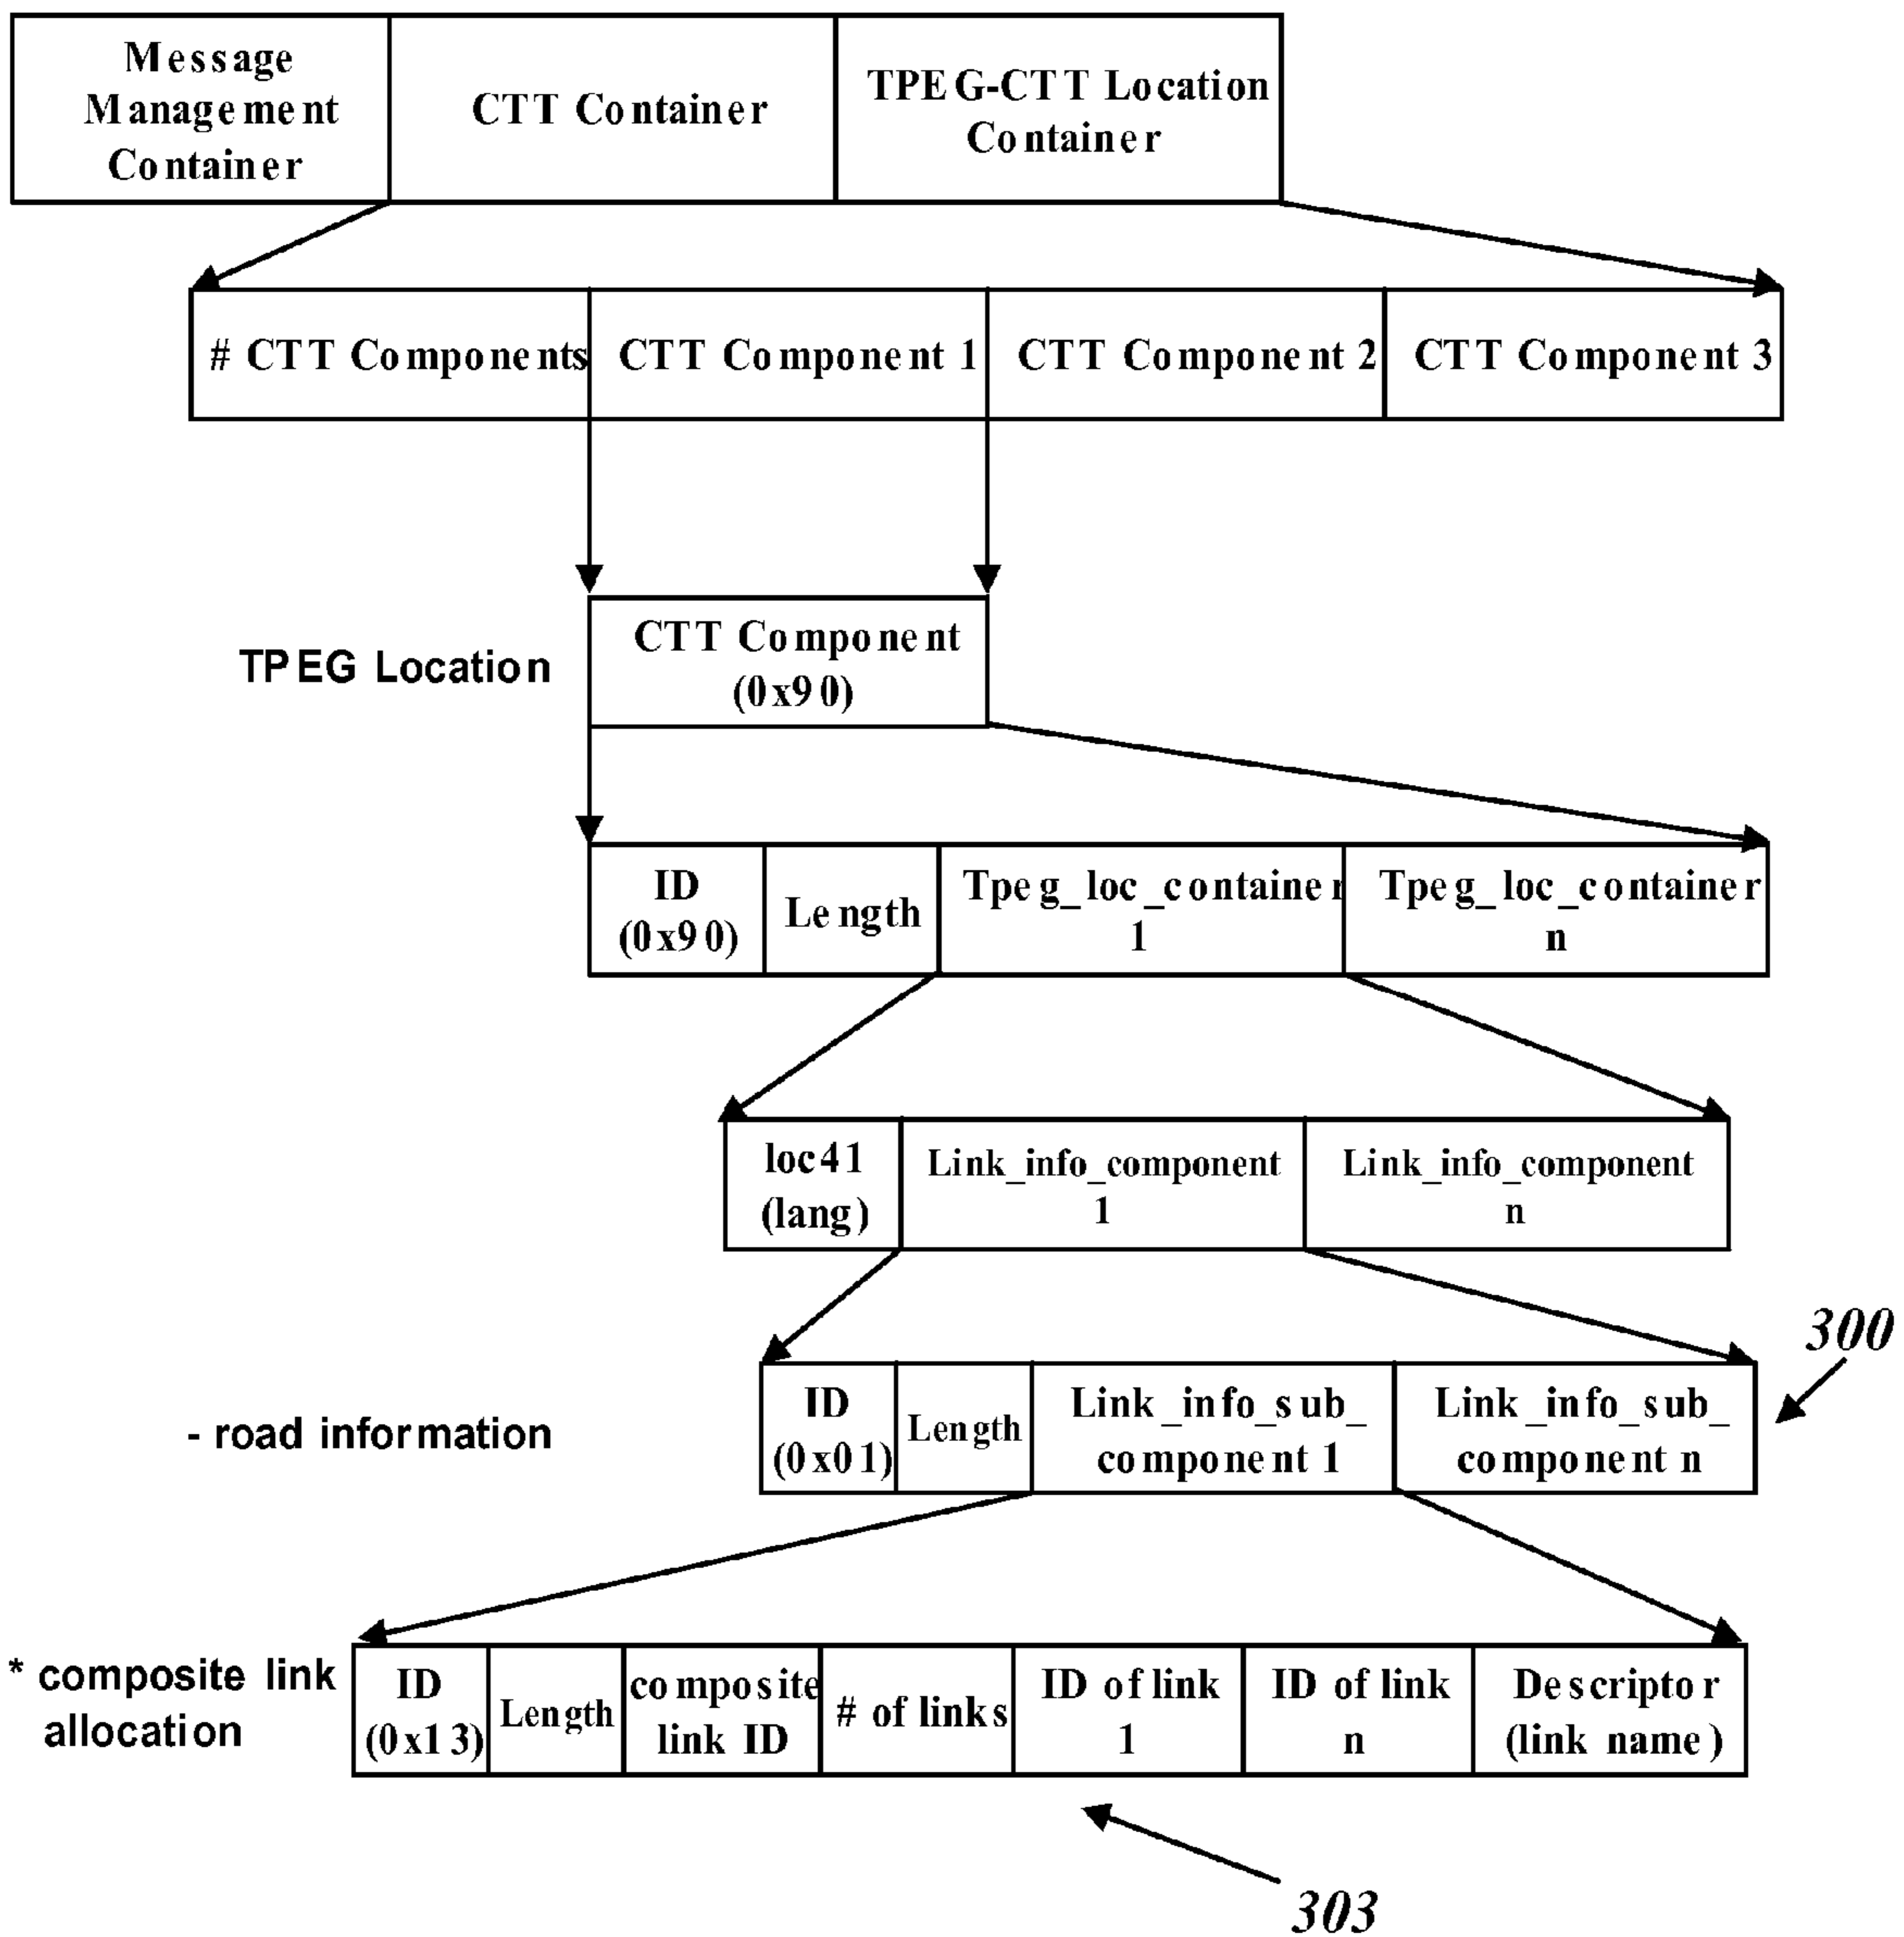 Message
Management
Container
CTT Container
TPEG-CTT Location
Container
# CTT Components
CTT Component 1
CTT Component 2
CTT Component 3
TPEG Location
CTT Component
(0x90)
ID
(0x90)
Length
Tpeg_loc_container
1
Tpeg_loc_container
n
loc41
(lang)
Link_info_component
1
Link_info_component
n
300
- road information
ID
(0x01)
Length
Link_info_sub_
component 1
Link_info_sub_
component n
* composite link
allocation
ID
(0x13)
Length
composite
link ID
# of links
ID of link
1
ID of link
n
Descriptor
(link name)
303